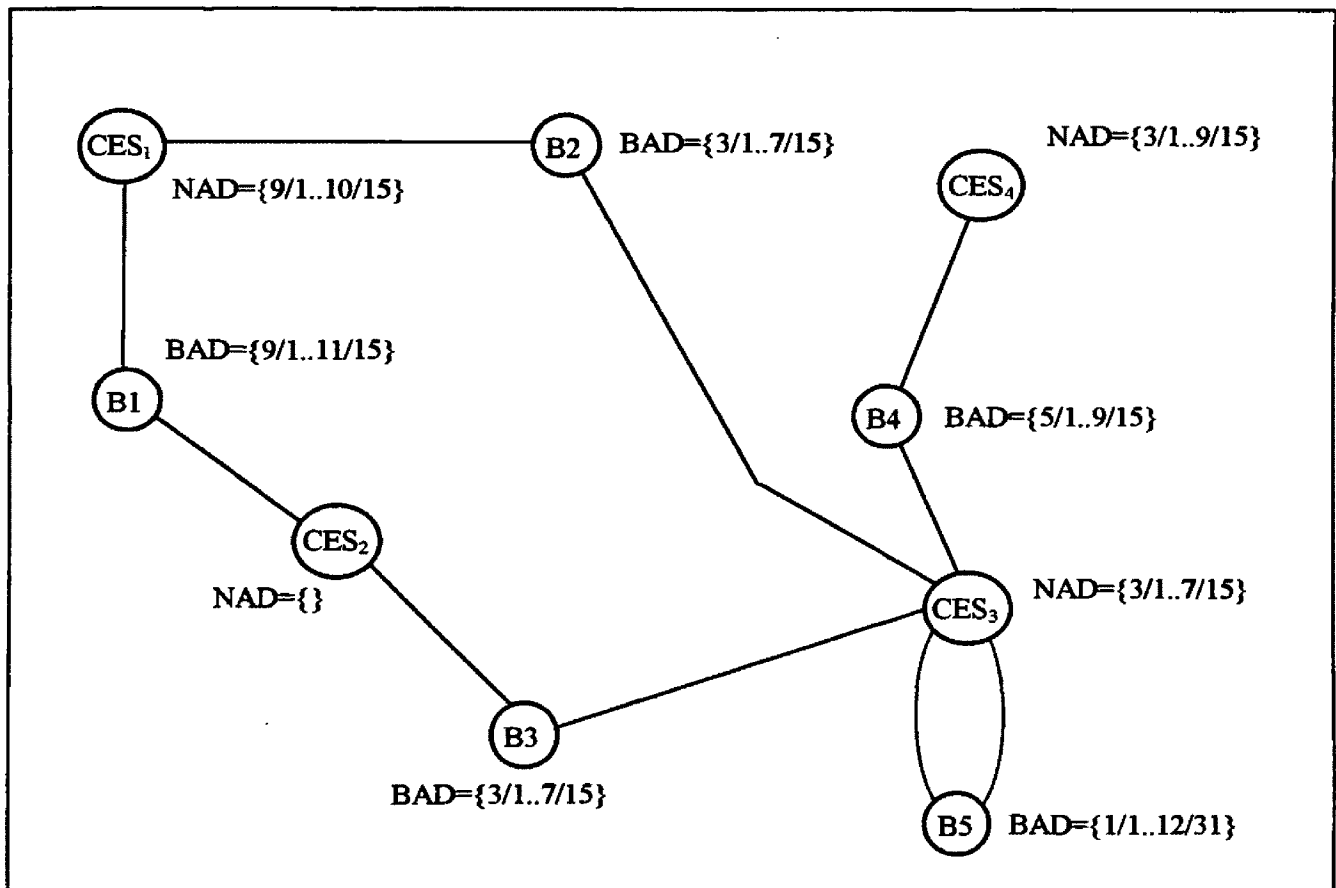 CES₁
B2
BAD={3/1..7/15}
NAD={3/1..9/15}
CES₄
NAD={9/1..10/15}
BAD={9/1..11/15}
B1
B4
BAD={5/1..9/15}
CES₂
NAD={}
CES₃
NAD={3/1..7/15}
B3
BAD={3/1..7/15}
B5
BAD={1/1..12/31}